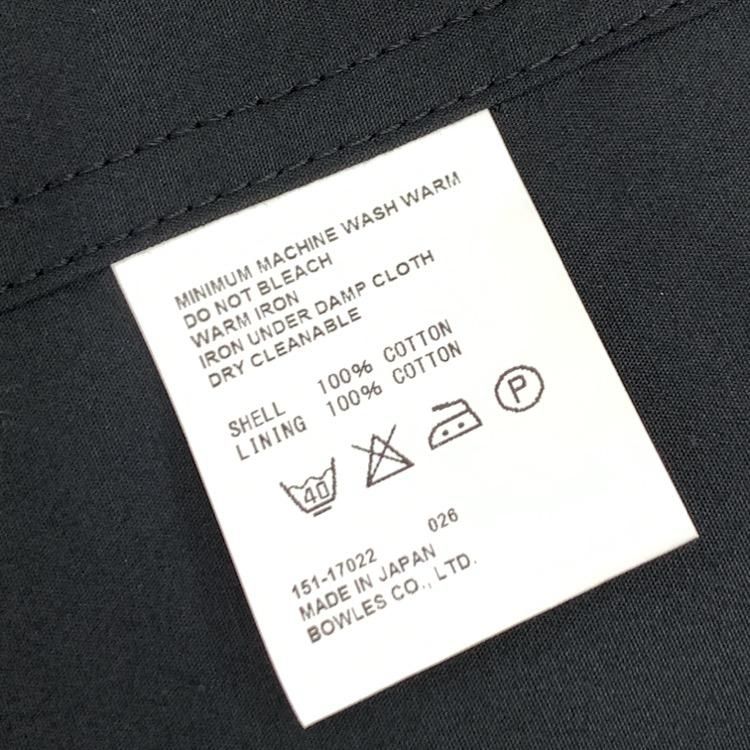 MINIMUM MACHINE WASH WARM
DO NOT BLEACH
WARM IRON
IRON UNDER DAMP CLOTH
DRY CLEANABLE
SHELL 100% COTTON
LINING 100% COTTON
40 P
151-17022 026
MADE IN JAPAN
BOWLES CO., LTD.